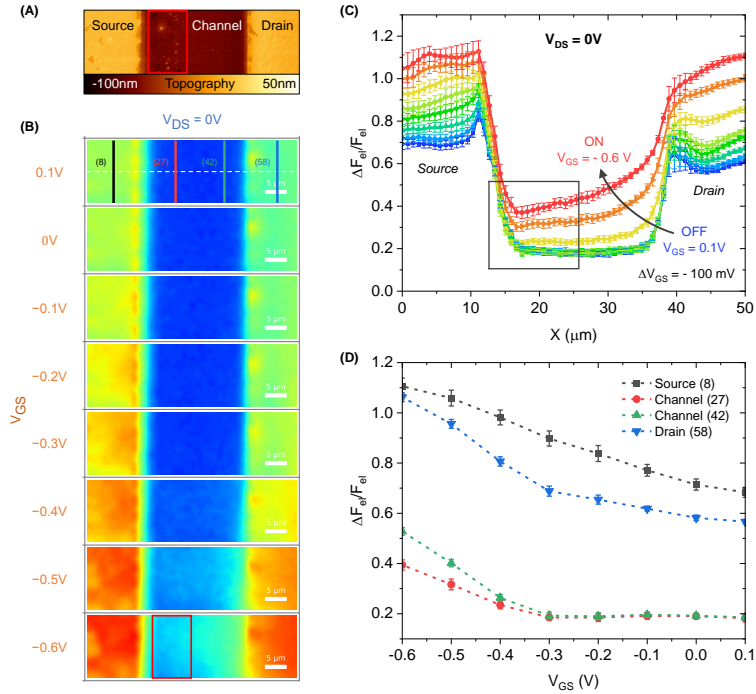 (A)
Source
Channel
Drain
-100nm Topography 50nm
(B)
V_DS = 0V
V_GS
0.1V
(8) (27) (42) (58)
5 µm
0V
5 µm
−0.1V
5 µm
−0.2V
5 µm
−0.3V
5 µm
−0.4V
5 µm
−0.5V
5 µm
−0.6V
5 µm
(C)
V_DS = 0V
ΔF_el/F_el
1.2
1.0
0.8
0.6
0.4
0.2
0.0
Source
ON
V_GS = - 0.6 V
Drain
OFF
V_GS = 0.1V
ΔV_GS = - 100 mV
0 10 20 30 40 50
X (µm)
(D)
ΔF_el/F_el
1.2
1.0
0.8
0.6
0.4
0.2
Source (8)
Channel (27)
Channel (42)
Drain (58)
-0.6 -0.5 -0.4 -0.3 -0.2 -0.1 0.0 0.1
V_GS (V)